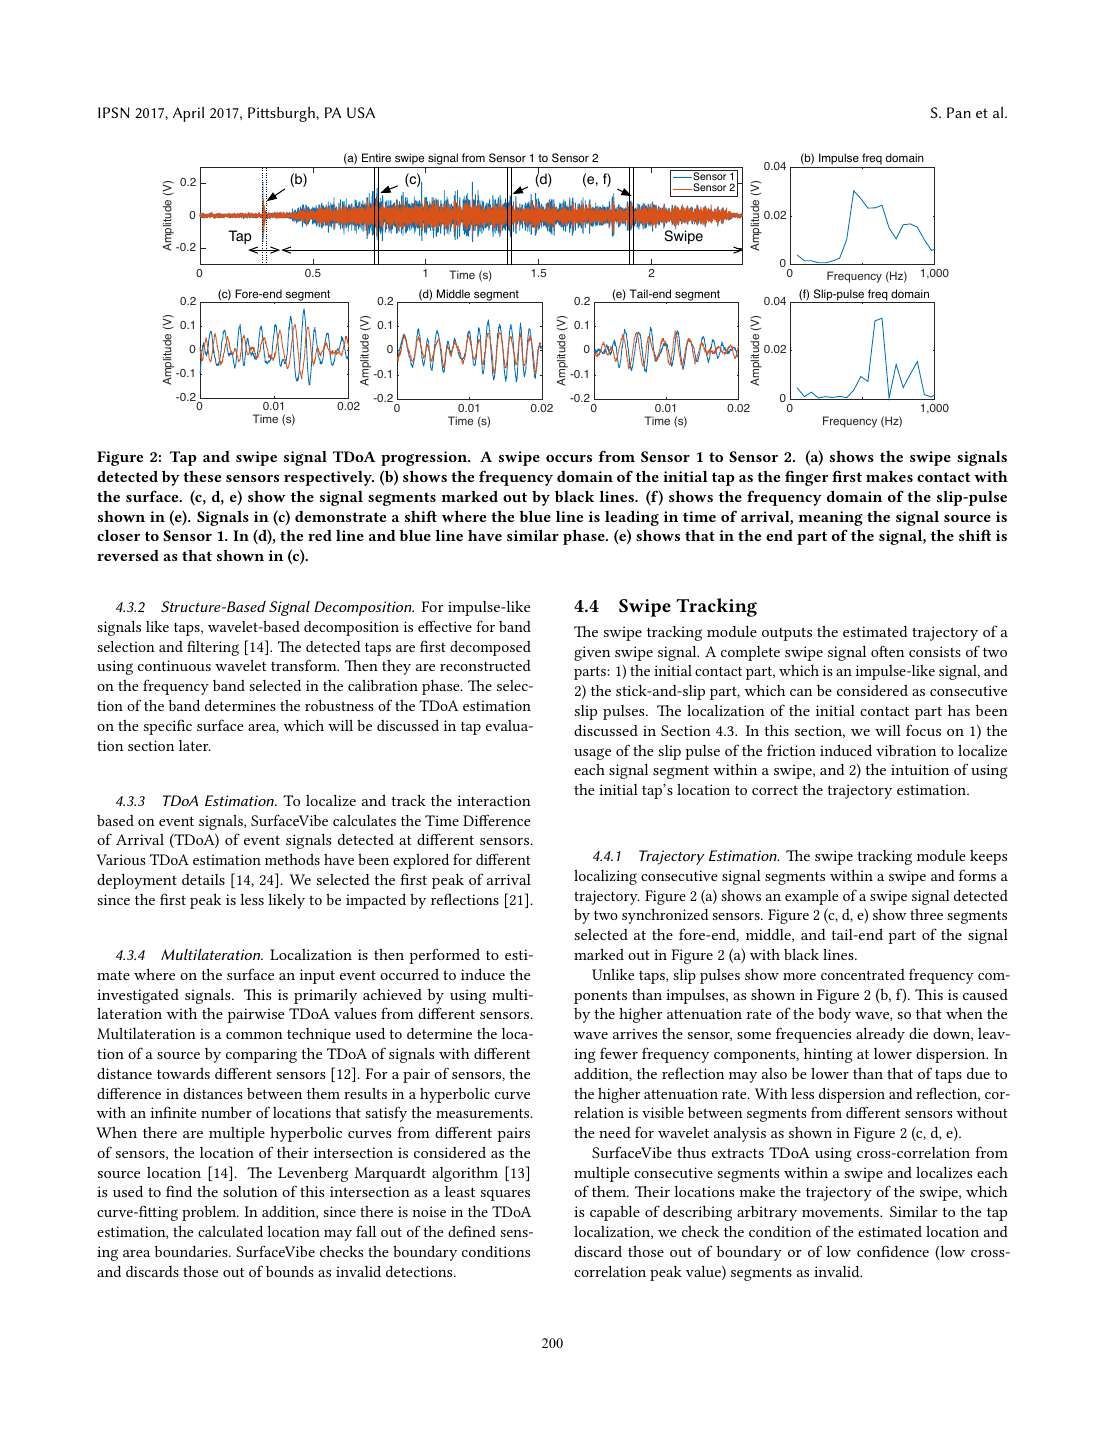 IPSN 2017, April 2017, Pittsburgh, PA USA
S. Pan et al.
(a) Entire swipe signal from Sensor 1 to Sensor 2
Amplitude (V)
0.2
0
-0.2
(b)
(c)
(d)
(e, f)
Sensor 1
Sensor 2
Tap
Swipe
0
0.5
1
Time (s)
1.5
2
(b) Impulse freq domain
Amplitude (V)
0.04
0.02
0
0
Frequency (Hz)
1,000
(c) Fore-end segment
Amplitude (V)
0.2
0.1
0
-0.1
-0.2
0
0.01
0.02
Time (s)
(d) Middle segment
Amplitude (V)
0.2
0.1
0
-0.1
-0.2
0
0.01
0.02
Time (s)
(e) Tail-end segment
Amplitude (V)
0.2
0.1
0
-0.1
-0.2
0
0.01
0.02
Time (s)
(f) Slip-pulse freq domain
Amplitude (V)
0.04
0.02
0
0
1,000
Frequency (Hz)
Figure 2: Tap and swipe signal TDoA progression. A swipe occurs from Sensor 1 to Sensor 2. (a) shows the swipe signals
detected by these sensors respectively. (b) shows the frequency domain of the initial tap as the finger first makes contact with
the surface. (c, d, e) show the signal segments marked out by black lines. (f) shows the frequency domain of the slip-pulse
shown in (e). Signals in (c) demonstrate a shift where the blue line is leading in time of arrival, meaning the signal source is
closer to Sensor 1. In (d), the red line and blue line have similar phase. (e) shows that in the end part of the signal, the shift is
reversed as that shown in (c).
4.3.2 Structure-Based Signal Decomposition. For impulse-like
signals like taps, wavelet-based decomposition is effective for band
selection and filtering [14]. The detected taps are first decomposed
using continuous wavelet transform. Then they are reconstructed
on the frequency band selected in the calibration phase. The selec-
tion of the band determines the robustness of the TDoA estimation
on the specific surface area, which will be discussed in tap evalua-
tion section later.
4.3.3 TDoA Estimation. To localize and track the interaction
based on event signals, SurfaceVibe calculates the Time Difference
of Arrival (TDoA) of event signals detected at different sensors.
Various TDoA estimation methods have been explored for different
deployment details [14, 24]. We selected the first peak of arrival
since the first peak is less likely to be impacted by reflections [21].
4.3.4 Multilateration. Localization is then performed to esti-
mate where on the surface an input event occurred to induce the
investigated signals. This is primarily achieved by using multi-
lateration with the pairwise TDoA values from different sensors.
Multilateration is a common technique used to determine the loca-
tion of a source by comparing the TDoA of signals with different
distance towards different sensors [12]. For a pair of sensors, the
difference in distances between them results in a hyperbolic curve
with an infinite number of locations that satisfy the measurements.
When there are multiple hyperbolic curves from different pairs
of sensors, the location of their intersection is considered as the
source location [14]. The Levenberg Marquardt algorithm [13]
is used to find the solution of this intersection as a least squares
curve-fitting problem. In addition, since there is noise in the TDoA
estimation, the calculated location may fall out of the defined sens-
ing area boundaries. SurfaceVibe checks the boundary conditions
and discards those out of bounds as invalid detections.
4.4 Swipe Tracking
The swipe tracking module outputs the estimated trajectory of a
given swipe signal. A complete swipe signal often consists of two
parts: 1) the initial contact part, which is an impulse-like signal, and
2) the stick-and-slip part, which can be considered as consecutive
slip pulses. The localization of the initial contact part has been
discussed in Section 4.3. In this section, we will focus on 1) the
usage of the slip pulse of the friction induced vibration to localize
each signal segment within a swipe, and 2) the intuition of using
the initial tap's location to correct the trajectory estimation.
4.4.1 Trajectory Estimation. The swipe tracking module keeps
localizing consecutive signal segments within a swipe and forms a
trajectory. Figure 2 (a) shows an example of a swipe signal detected
by two synchronized sensors. Figure 2 (c, d, e) show three segments
selected at the fore-end, middle, and tail-end part of the signal
marked out in Figure 2 (a) with black lines.
Unlike taps, slip pulses show more concentrated frequency com-
ponents than impulses, as shown in Figure 2 (b, f). This is caused
by the higher attenuation rate of the body wave, so that when the
wave arrives the sensor, some frequencies already die down, leav-
ing fewer frequency components, hinting at lower dispersion. In
addition, the reflection may also be lower than that of taps due to
the higher attenuation rate. With less dispersion and reflection, cor-
relation is visible between segments from different sensors without
the need for wavelet analysis as shown in Figure 2 (c, d, e).
SurfaceVibe thus extracts TDoA using cross-correlation from
multiple consecutive segments within a swipe and localizes each
of them. Their locations make the trajectory of the swipe, which
is capable of describing arbitrary movements. Similar to the tap
localization, we check the condition of the estimated location and
discard those out of boundary or of low confidence (low cross-
correlation peak value) segments as invalid.
200